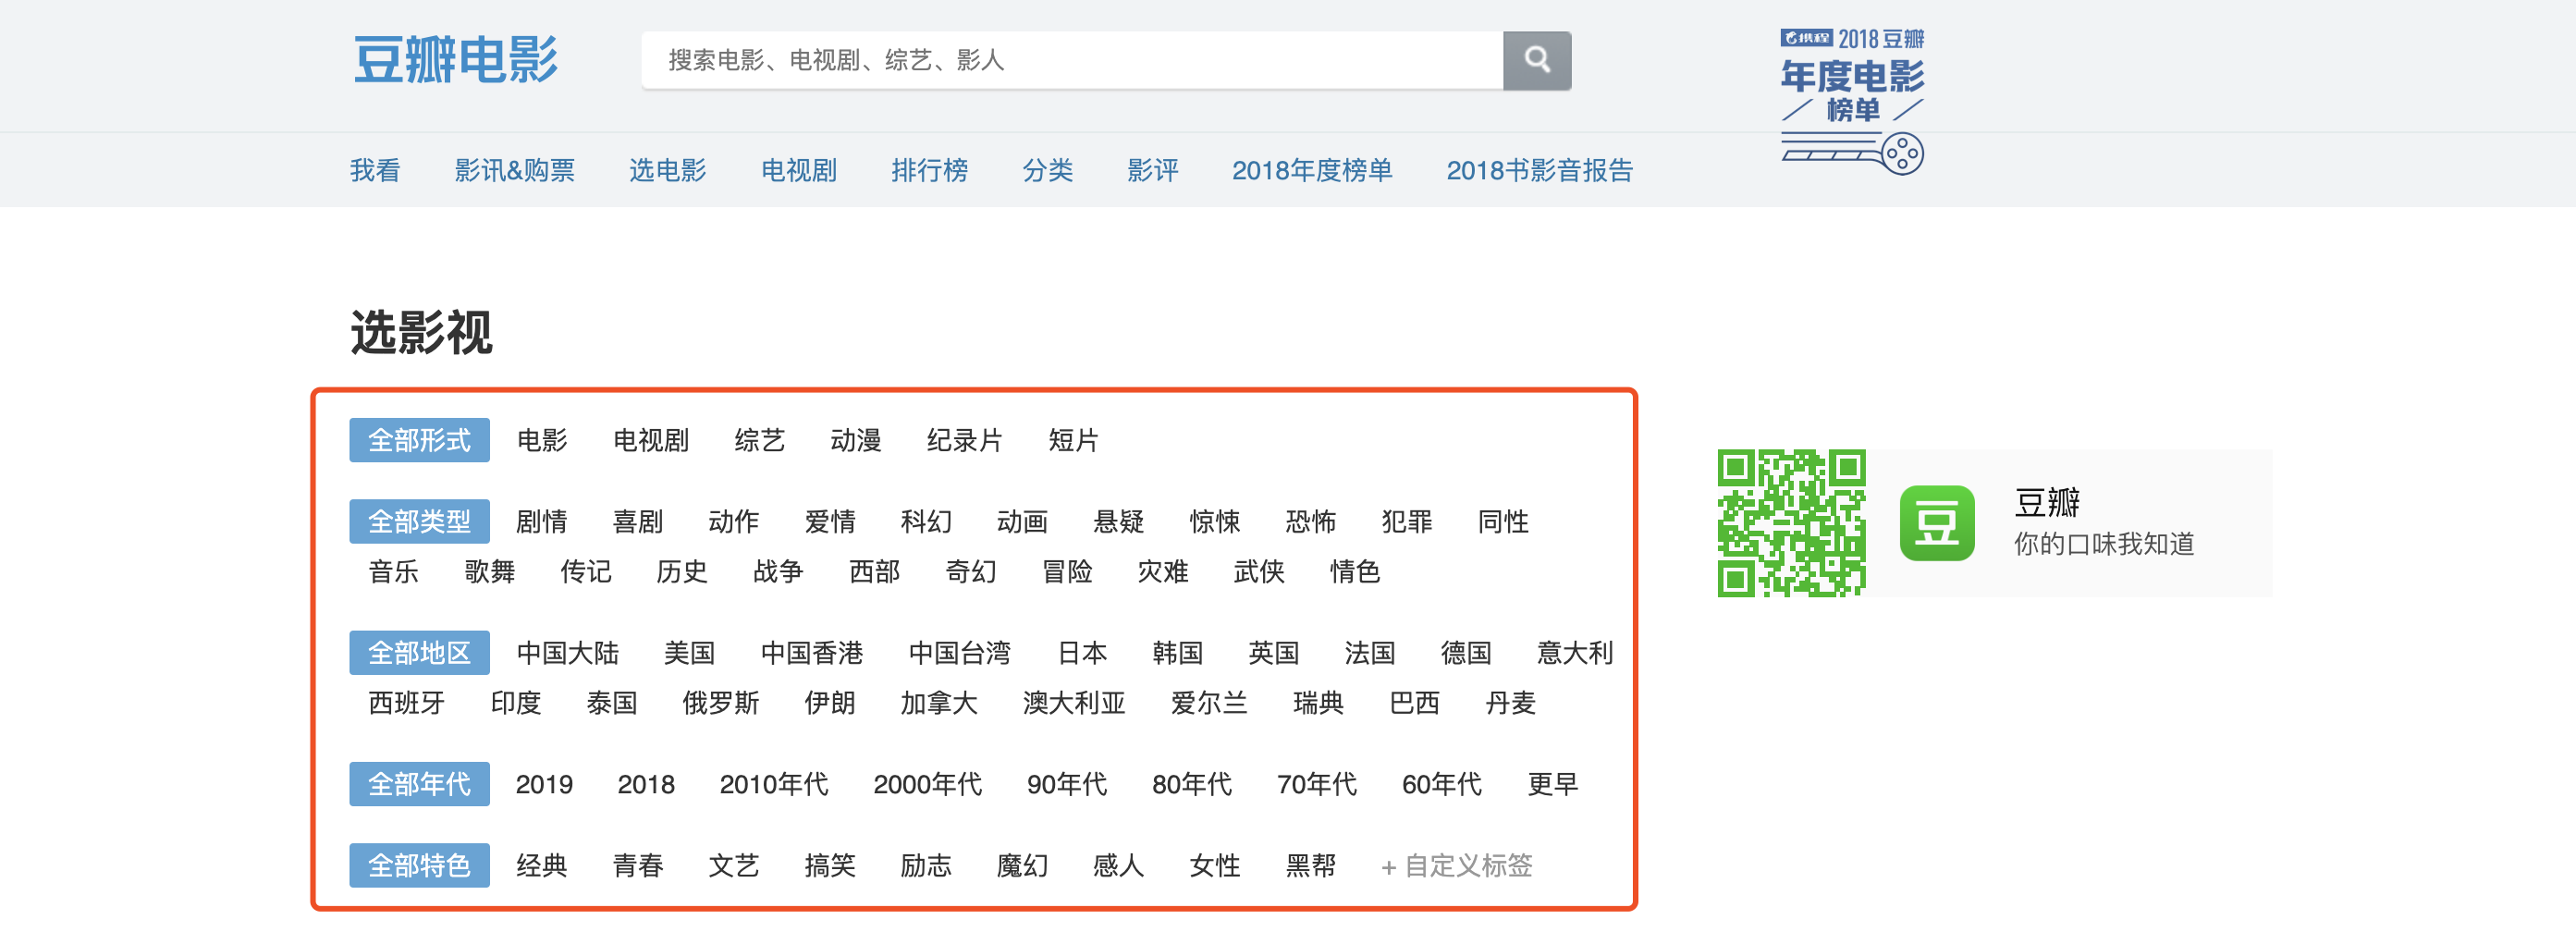 豆瓣电影
搜索电影、电视剧、综艺、影人
携程 2018 豆瓣
年度电影
榜单
我看 影讯&购票 选电影 电视剧 排行榜 分类 影评 2018年度榜单 2018书影音报告
选影视
全部形式 电影 电视剧 综艺 动漫 纪录片 短片
全部类型 剧情 喜剧 动作 爱情 科幻 动画 悬疑 惊悚 恐怖 犯罪 同性
音乐 歌舞 传记 历史 战争 西部 奇幻 冒险 灾难 武侠 情色
豆
豆瓣
你的口味我知道
全部地区 中国大陆 美国 中国香港 中国台湾 日本 韩国 英国 法国 德国 意大利
西班牙 印度 泰国 俄罗斯 伊朗 加拿大 澳大利亚 爱尔兰 瑞典 巴西 丹麦
全部年代 2019 2018 2010年代 2000年代 90年代 80年代 70年代 60年代 更早
全部特色 经典 青春 文艺 搞笑 励志 魔幻 感人 女性 黑帮 + 自定义标签